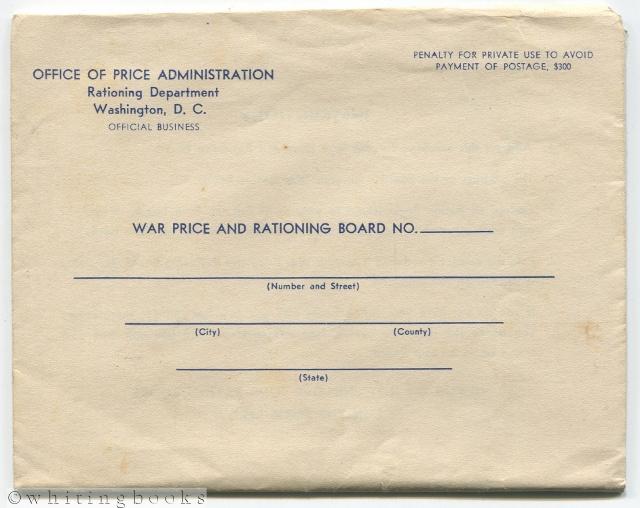 PENALTY FOR PRIVATE USE TO AVOID
PAYMENT OF POSTAGE, $300
OFFICE OF PRICE ADMINISTRATION
Rationing Department
Washington, D. C.
OFFICIAL BUSINESS
WAR PRICE AND RATIONING BOARD NO.
(Number and Street)
(City) (County)
(State)
©whitingbooks